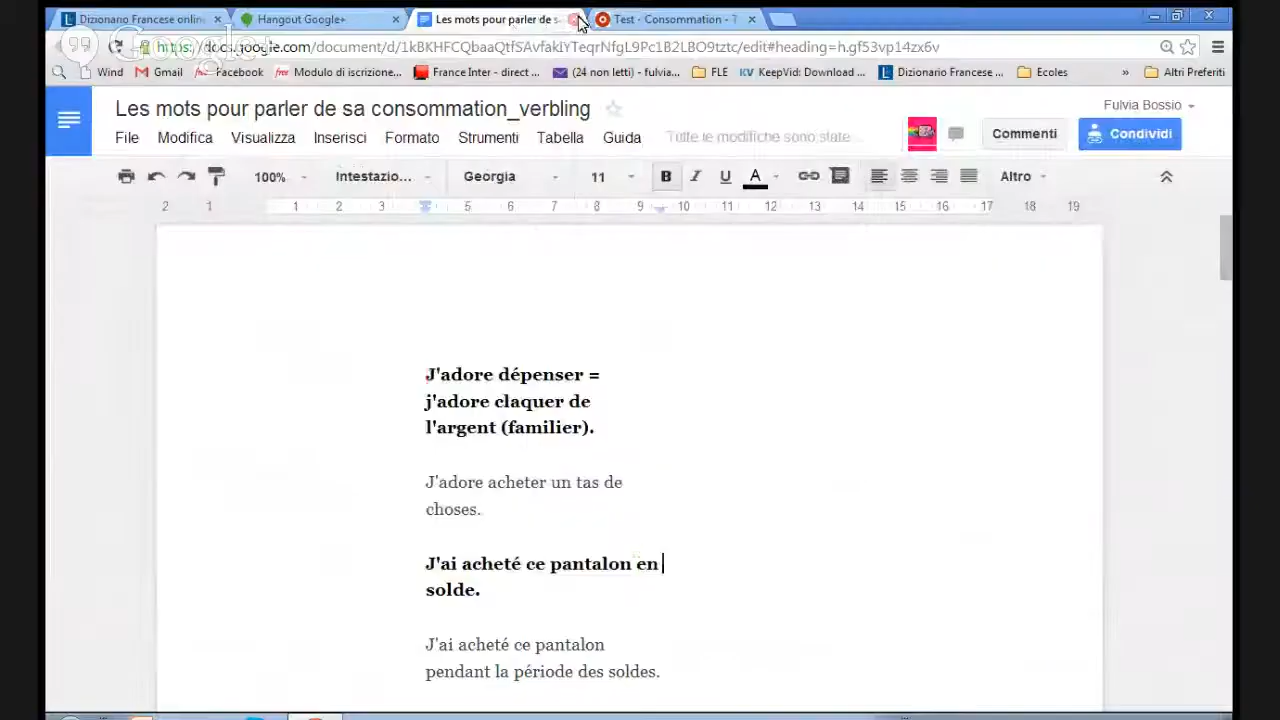 Dizionario Francese onlin
Hangout Google+
Les mots pour parler de s
Test - Consommation - T
Google+
https://docs.google.com/document/d/1kBKHFCQbaaQtfSAvfakIYTeqrNfgL9Pc1B2LBO9tztc/edit#heading=h.gf53vp14zx6v
Wind
Gmail
Facebook
Modulo di iscrizione...
France Inter - direct ...
(24 non letti) - fulvia...
FLE
KeepVid: Download ...
Dizionario Francese ...
Ecoles
»
Altri Preferiti
Les mots pour parler de sa consommation_verbling
Fulvia Bossio
File Modifica Visualizza Inserisci Formato Strumenti Tabella Guida
Tutte le modifiche sono state
Commenti
Condividi
100% Intestazio... Georgia 11 B I U A Altro
2 1 1 2 3 5 6 7 8 9 10 11 12 13 14 15 16 17 18 19
J'adore dépenser =
j'adore claquer de
l'argent (familier).
J'adore acheter un tas de
choses.
J'ai acheté ce pantalon en
solde.
J'ai acheté ce pantalon
pendant la période des soldes.